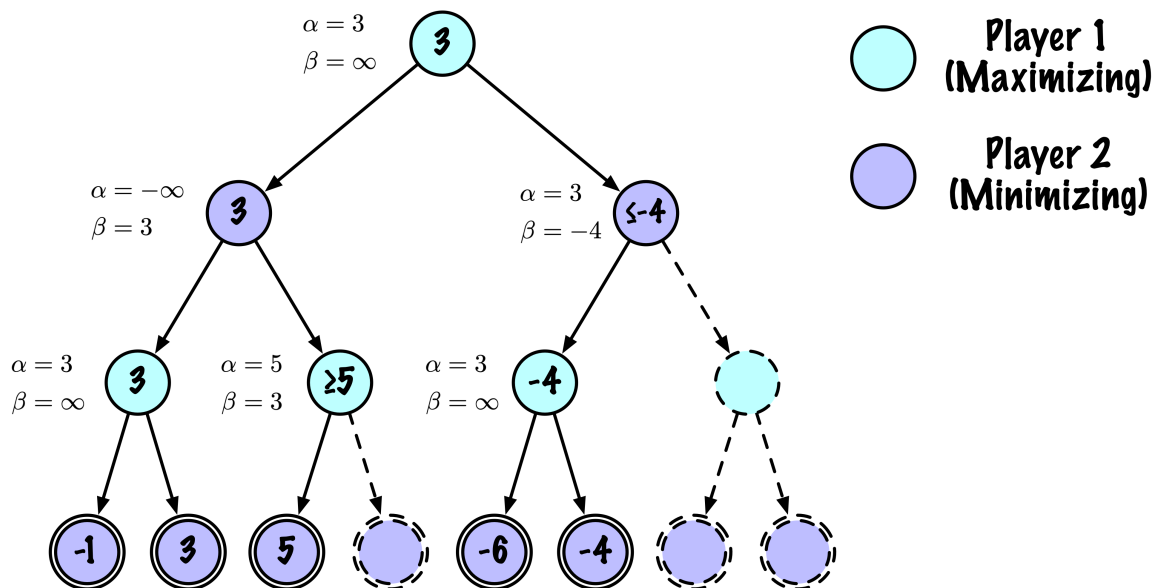 α = 3
β = ∞
3
Player 1
(Maximizing)
Player 2
(Minimizing)
α = −∞
β = 3
3
α = 3
β = −4
≤-4
α = 3
β = ∞
3
α = 5
β = 3
≥5
α = 3
β = ∞
-4
-1
3
5
-6
-4